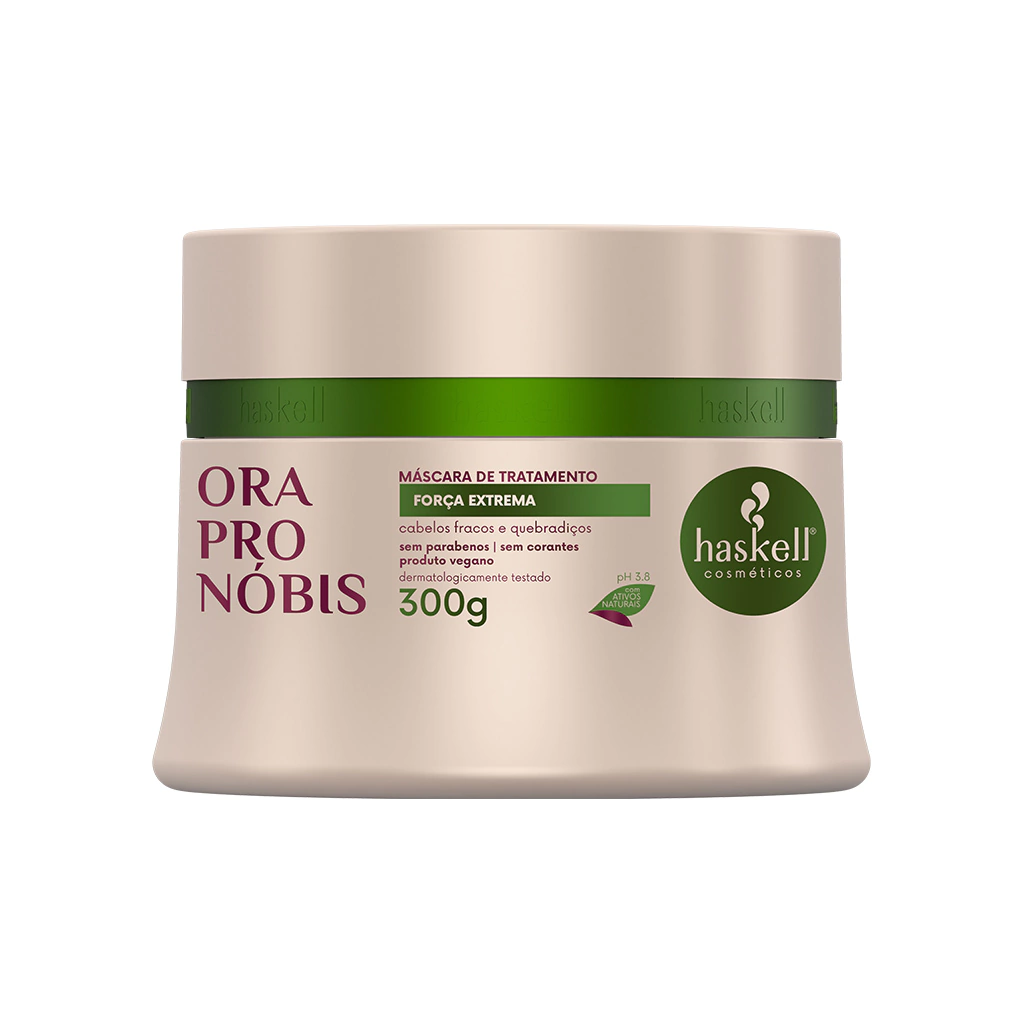 haskell
haskell
ORA
PRO
NÓBIS
MÁSCARA DE TRATAMENTO
FORÇA EXTREMA
cabelos fracos e quebradiços
sem parabenos | sem corantes
produto vegano
dermatologicamente testado
300g
pH 3.8
com
ATIVOS
NATURAIS
haskell®
cosméticos